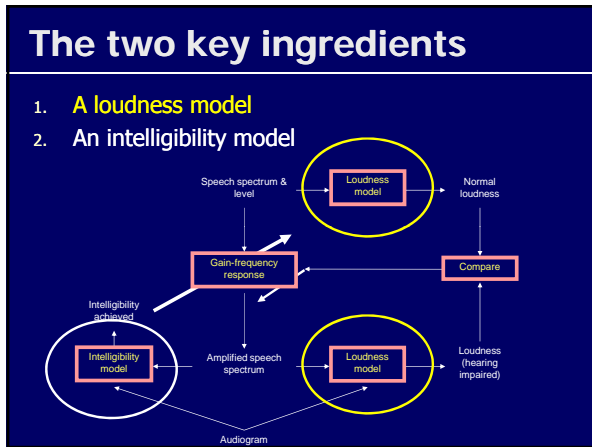 The two key ingredients
1. A loudness model
2. An intelligibility model
Speech spectrum &
level
Loudness
model
Normal
loudness
Gain-frequency
response
Compare
Intelligibility
achieved
Intelligibility
model
Amplified speech
spectrum
Loudness
model
Loudness
(hearing
impaired)
Audiogram